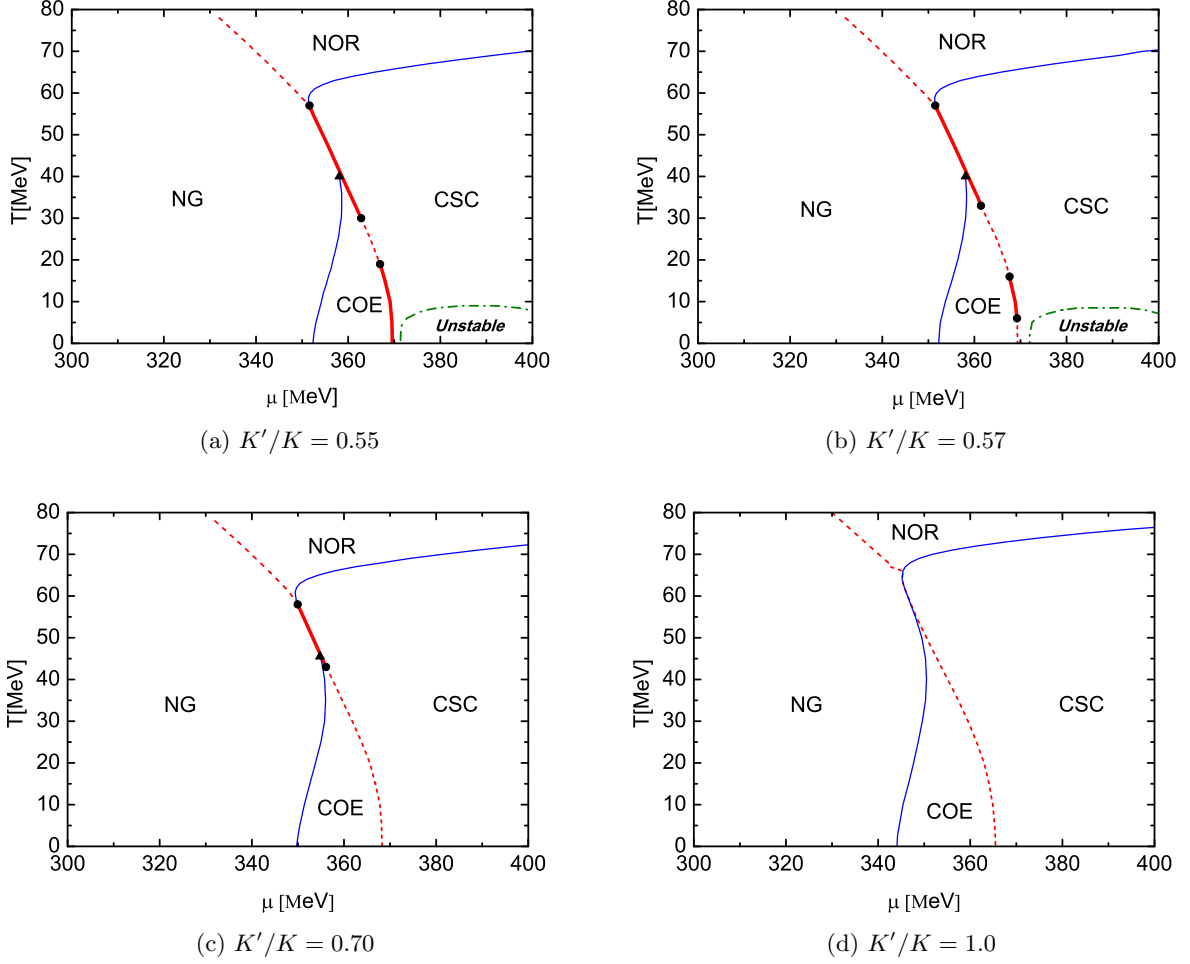 80
70
60
50
40
30
20
10
0
T[MeV]
NOR
NG
CSC
COE
Unstable
300 320 340 360 380 400
μ [MeV]
(a) K′/K = 0.55
80
70
60
50
40
30
20
10
0
T[MeV]
NOR
NG
CSC
COE
Unstable
300 320 340 360 380 400
μ [MeV]
(b) K′/K = 0.57
80
70
60
50
40
30
20
10
0
T[MeV]
NOR
NG
CSC
COE
300 320 340 360 380 400
μ [MeV]
(c) K′/K = 0.70
80
70
60
50
40
30
20
10
0
T[MeV]
NOR
NG
CSC
COE
300 320 340 360 380 400
μ [MeV]
(d) K′/K = 1.0